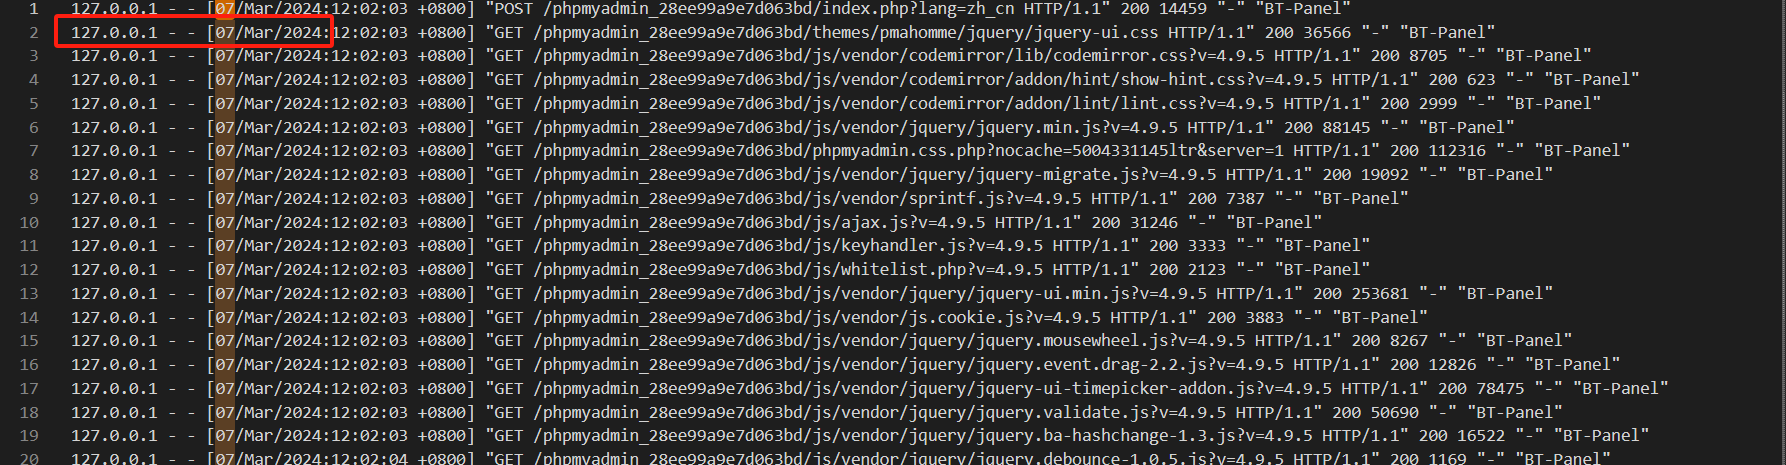 1 127.0.0.1 - - [07/Mar/2024:12:02:03 +0800] "POST /phpmyadmin_28ee99a9e7d063bd/index.php?lang=zh_cn HTTP/1.1" 200 14459 "-" "BT-Panel"
2 127.0.0.1 - - [07/Mar/2024:12:02:03 +0800] "GET /phpmyadmin_28ee99a9e7d063bd/themes/pmahomme/jquery/jquery-ui.css HTTP/1.1" 200 36566 "-" "BT-Panel"
3 127.0.0.1 - - [07/Mar/2024:12:02:03 +0800] "GET /phpmyadmin_28ee99a9e7d063bd/js/vendor/codemirror/lib/codemirror.css?v=4.9.5 HTTP/1.1" 200 8705 "-" "BT-Panel"
4 127.0.0.1 - - [07/Mar/2024:12:02:03 +0800] "GET /phpmyadmin_28ee99a9e7d063bd/js/vendor/codemirror/addon/hint/show-hint.css?v=4.9.5 HTTP/1.1" 200 623 "-" "BT-Panel"
5 127.0.0.1 - - [07/Mar/2024:12:02:03 +0800] "GET /phpmyadmin_28ee99a9e7d063bd/js/vendor/codemirror/addon/lint/lint.css?v=4.9.5 HTTP/1.1" 200 2999 "-" "BT-Panel"
6 127.0.0.1 - - [07/Mar/2024:12:02:03 +0800] "GET /phpmyadmin_28ee99a9e7d063bd/js/vendor/jquery/jquery.min.js?v=4.9.5 HTTP/1.1" 200 88145 "-" "BT-Panel"
7 127.0.0.1 - - [07/Mar/2024:12:02:03 +0800] "GET /phpmyadmin_28ee99a9e7d063bd/phpmyadmin.css.php?nocache=5004331145ltr&server=1 HTTP/1.1" 200 112316 "-" "BT-Panel"
8 127.0.0.1 - - [07/Mar/2024:12:02:03 +0800] "GET /phpmyadmin_28ee99a9e7d063bd/js/vendor/jquery/jquery-migrate.js?v=4.9.5 HTTP/1.1" 200 19092 "-" "BT-Panel"
9 127.0.0.1 - - [07/Mar/2024:12:02:03 +0800] "GET /phpmyadmin_28ee99a9e7d063bd/js/vendor/sprintf.js?v=4.9.5 HTTP/1.1" 200 7387 "-" "BT-Panel"
10 127.0.0.1 - - [07/Mar/2024:12:02:03 +0800] "GET /phpmyadmin_28ee99a9e7d063bd/js/ajax.js?v=4.9.5 HTTP/1.1" 200 31246 "-" "BT-Panel"
11 127.0.0.1 - - [07/Mar/2024:12:02:03 +0800] "GET /phpmyadmin_28ee99a9e7d063bd/js/keyhandler.js?v=4.9.5 HTTP/1.1" 200 3333 "-" "BT-Panel"
12 127.0.0.1 - - [07/Mar/2024:12:02:03 +0800] "GET /phpmyadmin_28ee99a9e7d063bd/js/whitelist.php?v=4.9.5 HTTP/1.1" 200 2123 "-" "BT-Panel"
13 127.0.0.1 - - [07/Mar/2024:12:02:03 +0800] "GET /phpmyadmin_28ee99a9e7d063bd/js/vendor/jquery/jquery-ui.min.js?v=4.9.5 HTTP/1.1" 200 253681 "-" "BT-Panel"
14 127.0.0.1 - - [07/Mar/2024:12:02:03 +0800] "GET /phpmyadmin_28ee99a9e7d063bd/js/vendor/js.cookie.js?v=4.9.5 HTTP/1.1" 200 3883 "-" "BT-Panel"
15 127.0.0.1 - - [07/Mar/2024:12:02:03 +0800] "GET /phpmyadmin_28ee99a9e7d063bd/js/vendor/jquery/jquery.mousewheel.js?v=4.9.5 HTTP/1.1" 200 8267 "-" "BT-Panel"
16 127.0.0.1 - - [07/Mar/2024:12:02:03 +0800] "GET /phpmyadmin_28ee99a9e7d063bd/js/vendor/jquery/jquery.event.drag-2.2.js?v=4.9.5 HTTP/1.1" 200 12826 "-" "BT-Panel"
17 127.0.0.1 - - [07/Mar/2024:12:02:03 +0800] "GET /phpmyadmin_28ee99a9e7d063bd/js/vendor/jquery/jquery-ui-timepicker-addon.js?v=4.9.5 HTTP/1.1" 200 78475 "-" "BT-Panel"
18 127.0.0.1 - - [07/Mar/2024:12:02:03 +0800] "GET /phpmyadmin_28ee99a9e7d063bd/js/vendor/jquery/jquery.validate.js?v=4.9.5 HTTP/1.1" 200 50690 "-" "BT-Panel"
19 127.0.0.1 - - [07/Mar/2024:12:02:03 +0800] "GET /phpmyadmin_28ee99a9e7d063bd/js/vendor/jquery/jquery.ba-hashchange-1.3.js?v=4.9.5 HTTP/1.1" 200 16522 "-" "BT-Panel"
20 127.0.0.1 - - [07/Mar/2024:12:02:04 +0800] "GET /phpmyadmin_28ee99a9e7d063bd/js/vendor/jquery/jquery.debounce-1.0.5.js?v=4.9.5 HTTP/1.1" 200 1169 "-" "BT-Panel"